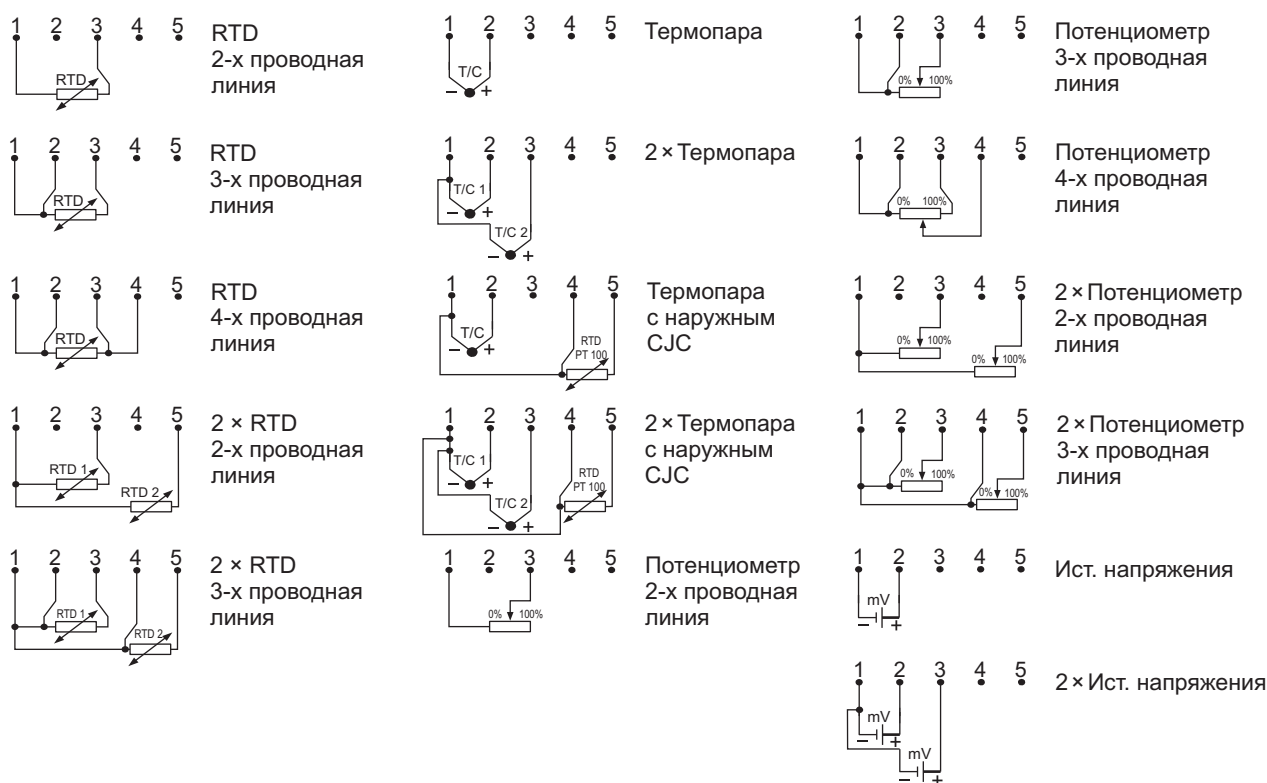 1 2 3 4 5
RTD
RTD
2-х проводная
линия
1 2 3 4 5
RTD
RTD
3-х проводная
линия
1 2 3 4 5
RTD
RTD
4-х проводная
линия
1 2 3 4 5
RTD 1
RTD 2
2 × RTD
2-х проводная
линия
1 2 3 4 5
RTD 1
RTD 2
2 × RTD
3-х проводная
линия
1 2 3 4 5
T/C
– +
Термопара
1 2 3 4 5
T/C 1
– +
T/C 2
– +
2×Термопара
1 2 3 4 5
T/C
– +
RTD
PT 100
Термопара
с наружным
CJC
1 2 3 4 5
T/C 1
– +
T/C 2
– +
RTD
PT 100
2×Термопара
с наружным
CJC
1 2 3 4 5
0% 100%
Потенциометр
2-х проводная
линия
1 2 3 4 5
0% 100%
Потенциометр
3-х проводная
линия
1 2 3 4 5
0% 100%
Потенциометр
4-х проводная
линия
1 2 3 4 5
0% 100%
0% 100%
2×Потенциометр
2-х проводная
линия
1 2 3 4 5
0% 100%
0% 100%
2×Потенциометр
3-х проводная
линия
1 2 3 4 5
mV
– +
Ист. напряжения
1 2 3 4 5
mV
– +
mV
– +
2×Ист. напряжения